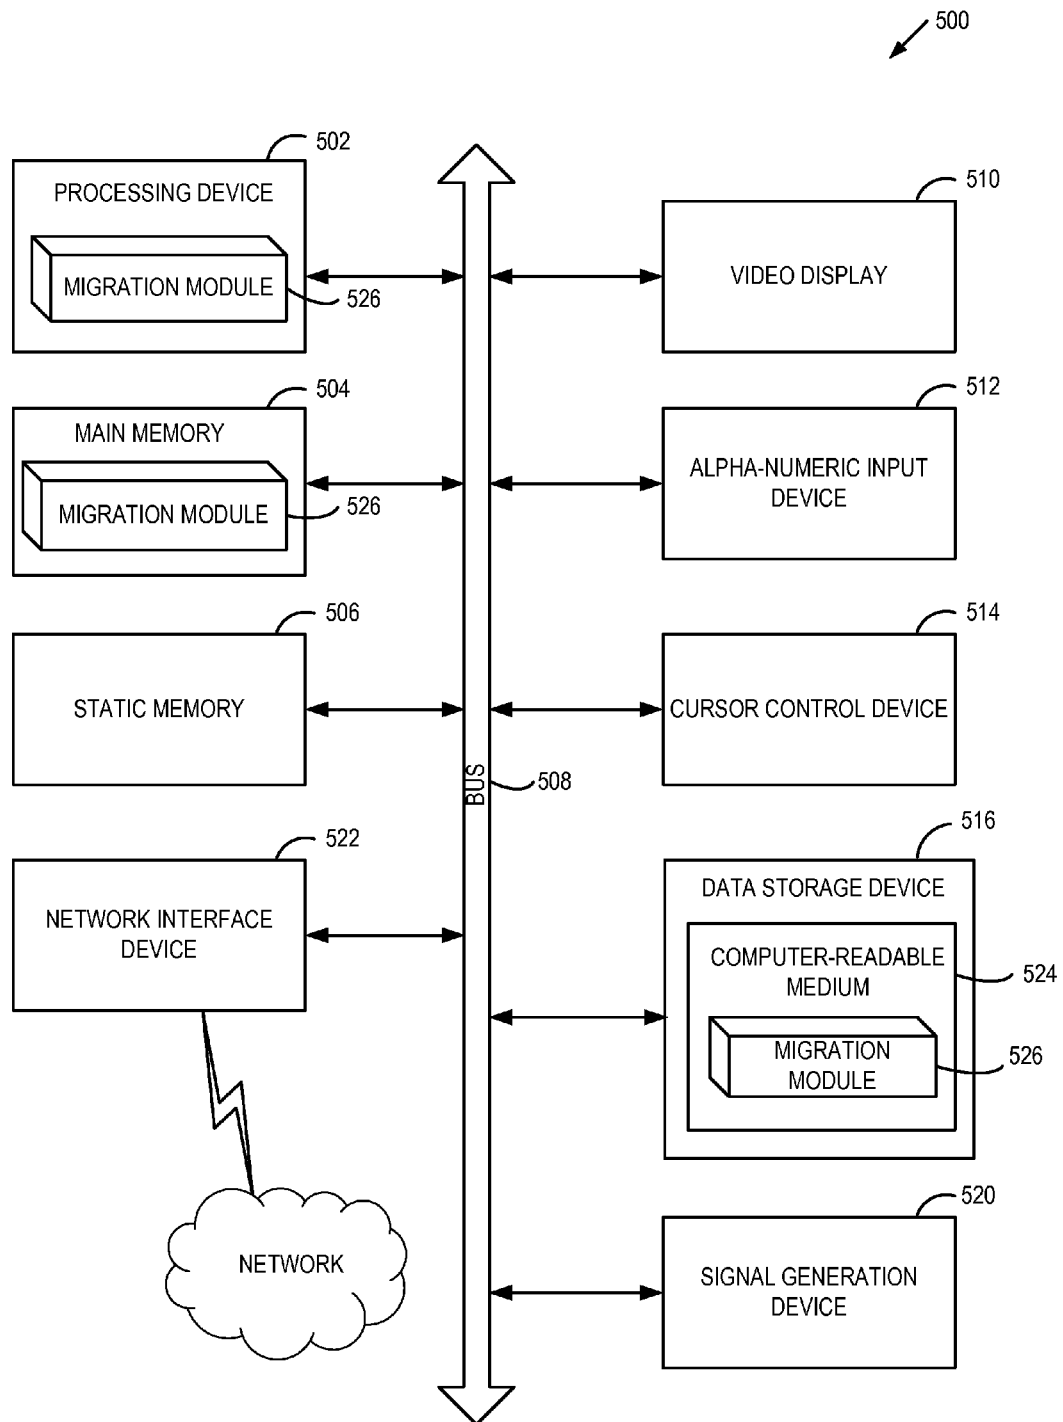 500
502
PROCESSING DEVICE
MIGRATION MODULE
526
504
MAIN MEMORY
MIGRATION MODULE
526
506
STATIC MEMORY
522
NETWORK INTERFACE
DEVICE
NETWORK
BUS
508
510
VIDEO DISPLAY
512
ALPHA-NUMERIC INPUT
DEVICE
514
CURSOR CONTROL DEVICE
516
DATA STORAGE DEVICE
COMPUTER-READABLE
MEDIUM
524
MIGRATION
MODULE
526
520
SIGNAL GENERATION
DEVICE